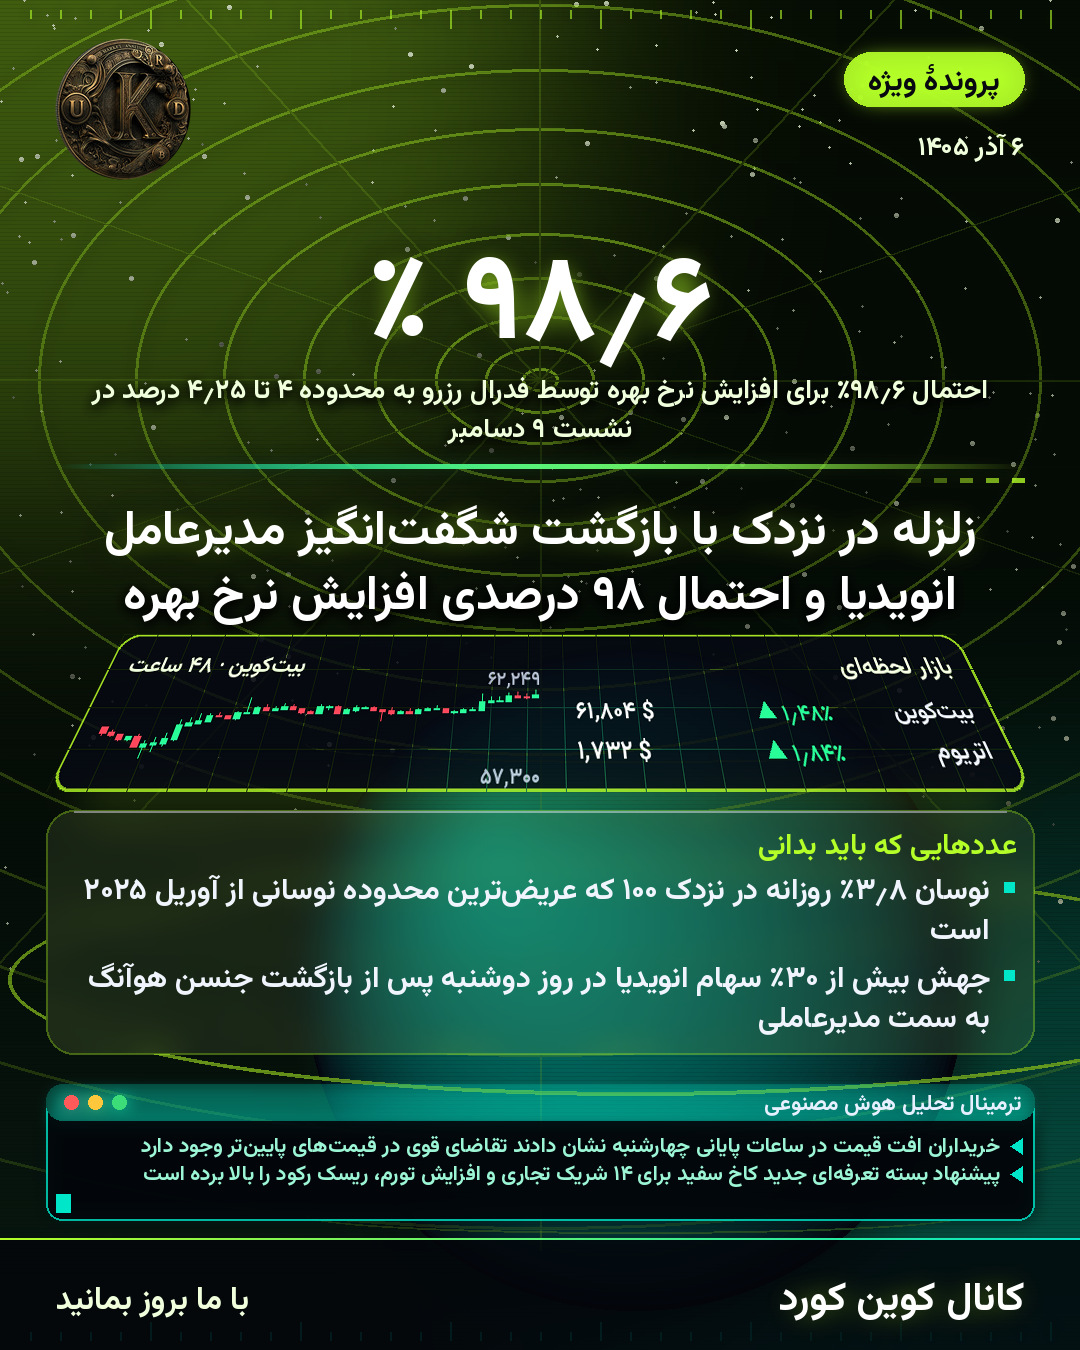 پروندهٔ ویژه
۶ آذر ۱۴۰۵
K
U
R
D
۹۸٫۶ ٪
احتمال ۹۸٫۶٪ برای افزایش نرخ بهره توسط فدرال رزرو به محدوده ۴ تا ۴٫۲۵ درصد در
نشست ۹ دسامبر
زلزله در نزدک با بازگشت شگفت‌انگیز مدیرعامل
انویدیا و احتمال ۹۸ درصدی افزایش نرخ بهره
بازار لحظه‌ای
بیت‌کوین ۱٫۴۸٪ ▲ ۶۱,۸۰۴ $
اتریوم ۱٫۸۴٪ ▲ ۱,۷۳۲ $
بیت‌کوین · ۴۸ ساعت
۶۲,۲۴۹
۵۷,۳۰۰
عددهایی که باید بدانی
نوسان ۳٫۸٪ روزانه در نزدک ۱۰۰ که عریض‌ترین محدوده نوسانی از آوریل ۲۰۲۵
است
جهش بیش از ۳۰٪ سهام انویدیا در روز دوشنبه پس از بازگشت جنسن هوآنگ
به سمت مدیرعاملی
ترمینال تحلیل هوش مصنوعی
خریداران افت قیمت در ساعات پایانی چهارشنبه نشان دادند تقاضای قوی در قیمت‌های پایین‌تر وجود دارد
پیشنهاد بسته تعرفه‌ای جدید کاخ سفید برای ۱۴ شریک تجاری و افزایش تورم، ریسک رکود را بالا برده است
کانال کوین کورد
با ما بروز بمانید